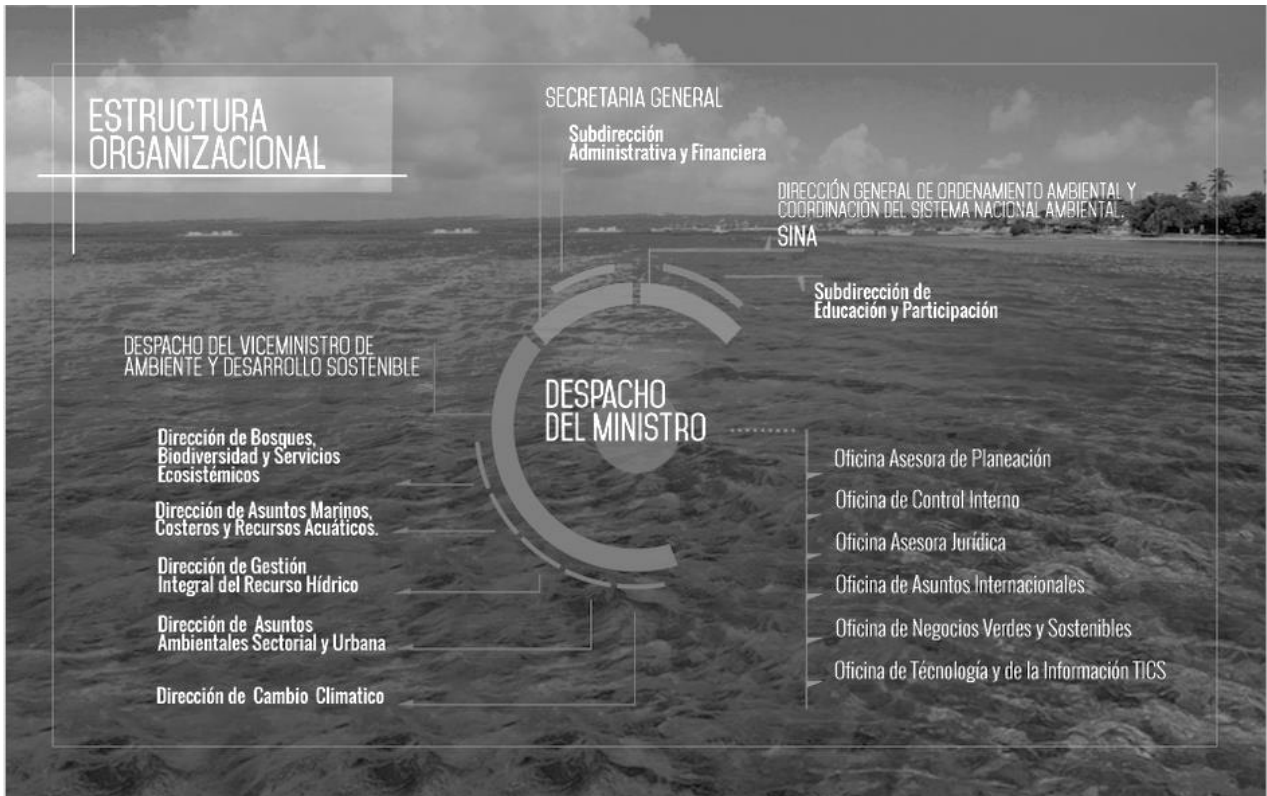 ESTRUCTURA
ORGANIZACIONAL
SECRETARIA GENERAL
Subdirección
Administrativa y Financiera
DIRECCIÓN GENERAL DE ORDENAMIENTO AMBIENTAL Y
COORDINACIÓN DEL SISTEMA NACIONAL AMBIENTAL.
SINA
Subdirección de
Educación y Participación
DESPACHO DEL VICEMINISTRO DE
AMBIENTE Y DESARROLLO SOSTENIBLE
Dirección de Bosques,
Biodiversidad y Servicios
Ecosistémicos
Dirección de Asuntos Marinos,
Costeros y Recursos Acuáticos.
Dirección de Gestión
Integral del Recurso Hídrico
Dirección de Asuntos
Ambientales Sectorial y Urbana
Dirección de Cambio Climatico
DESPACHO
DEL MINISTRO
Oficina Asesora de Planeación
Oficina de Control Interno
Oficina Asesora Jurídica
Oficina de Asuntos Internacionales
Oficina de Negocios Verdes y Sostenibles
Oficina de Técnología y de la Información TICS